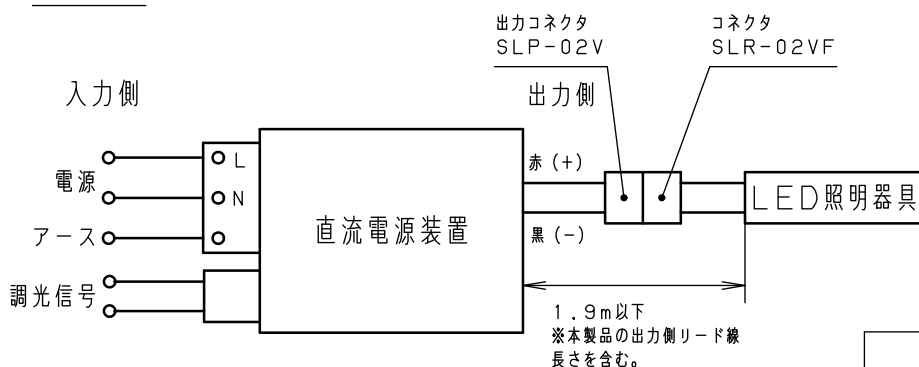 出力コネクタ
SLP-02V
コネクタ
SLR-02VF
入力側
出力側
電源
L
N
アース
調光信号
直流電源装置
赤(+)
黒(-)
LED照明器具
1.9m以下
※本製品の出力側リード線
長さを含む。